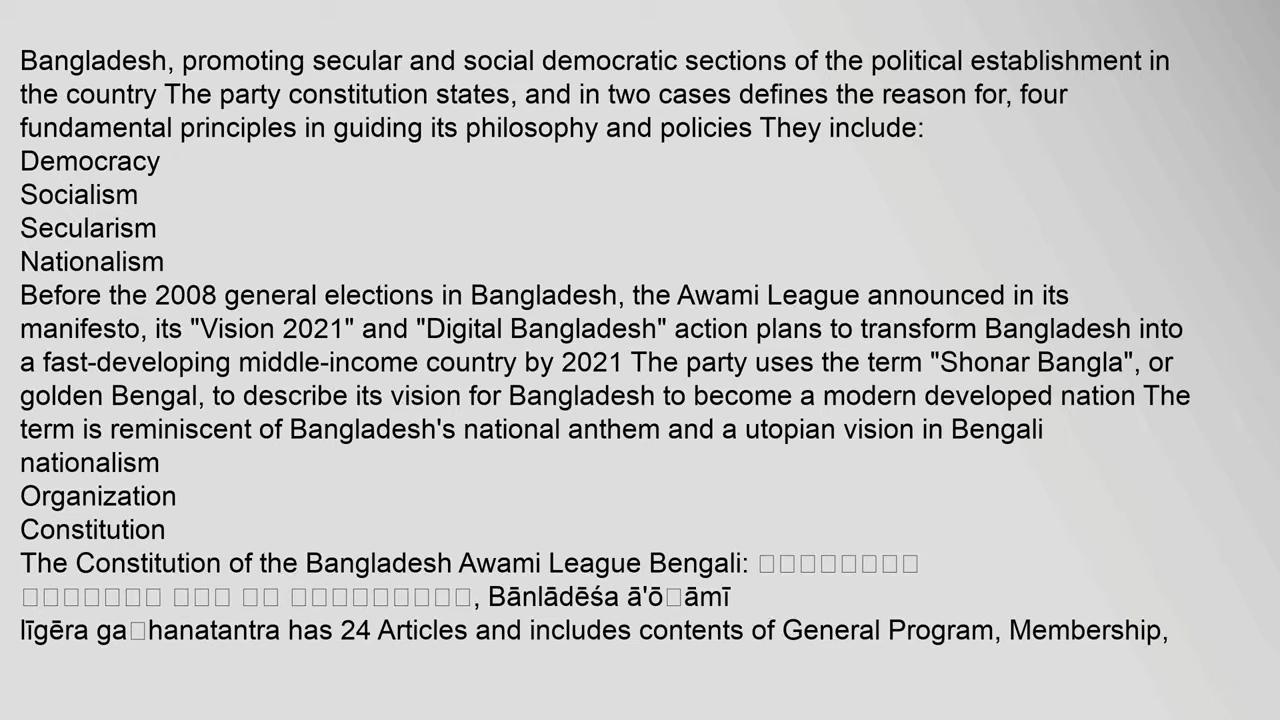 Bangladesh, promoting secular and social democratic sections of the political establishment in
the country The party constitution states, and in two cases defines the reason for, four
fundamental principles in guiding its philosophy and policies They include:
Democracy
Socialism
Secularism
Nationalism
Before the 2008 general elections in Bangladesh, the Awami League announced in its
manifesto, its "Vision 2021" and "Digital Bangladesh" action plans to transform Bangladesh into
a fast-developing middle-income country by 2021 The party uses the term "Shonar Bangla", or
golden Bengal, to describe its vision for Bangladesh to become a modern developed nation The
term is reminiscent of Bangladesh's national anthem and a utopian vision in Bengali
nationalism
Organization
Constitution
The Constitution of the Bangladesh Awami League Bengali: □□□□□□□□
□□□□□□□ □□□ □□ □□□□□□□□□, Bānlādēśa ā'ō□āmī
līgēra ga□hanatantra has 24 Articles and includes contents of General Program, Membership,